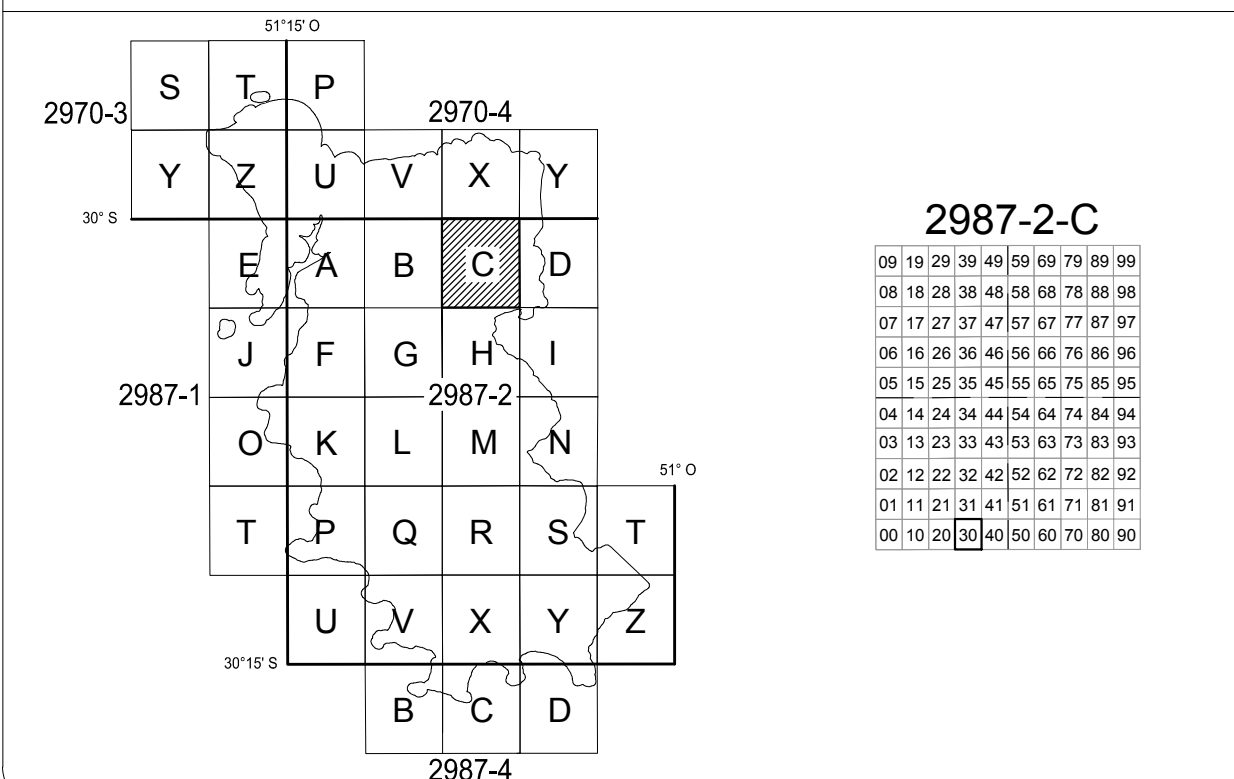 51°15' O
S T P
2970-3
2970-4
Y Z U V X Y
30° S
E A B C D
J F G H I
2987-1
2987-2
O K L M N
51° O
T P Q R S T
U V X Y Z
30°15' S
B C D
2987-4
2987-2-C
09 19 29 39 49 59 69 79 89 99
08 18 28 38 48 58 68 78 88 98
07 17 27 37 47 57 67 77 87 97
06 16 26 36 46 56 66 76 86 96
05 15 25 35 45 55 65 75 85 95
04 14 24 34 44 54 64 74 84 94
03 13 23 33 43 53 63 73 83 93
02 12 22 32 42 52 62 72 82 92
01 11 21 31 41 51 61 71 81 91
00 10 20 30 40 50 60 70 80 90